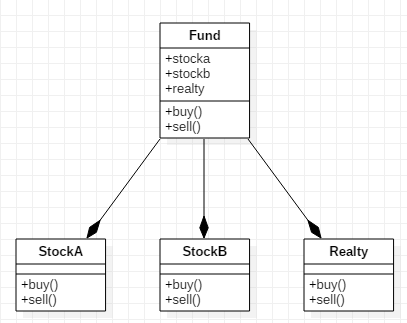 Fund
+stocka
+stockb
+realty
+buy()
+sell()
StockA
+buy()
+sell()
StockB
+buy()
+sell()
Realty
+buy()
+sell()